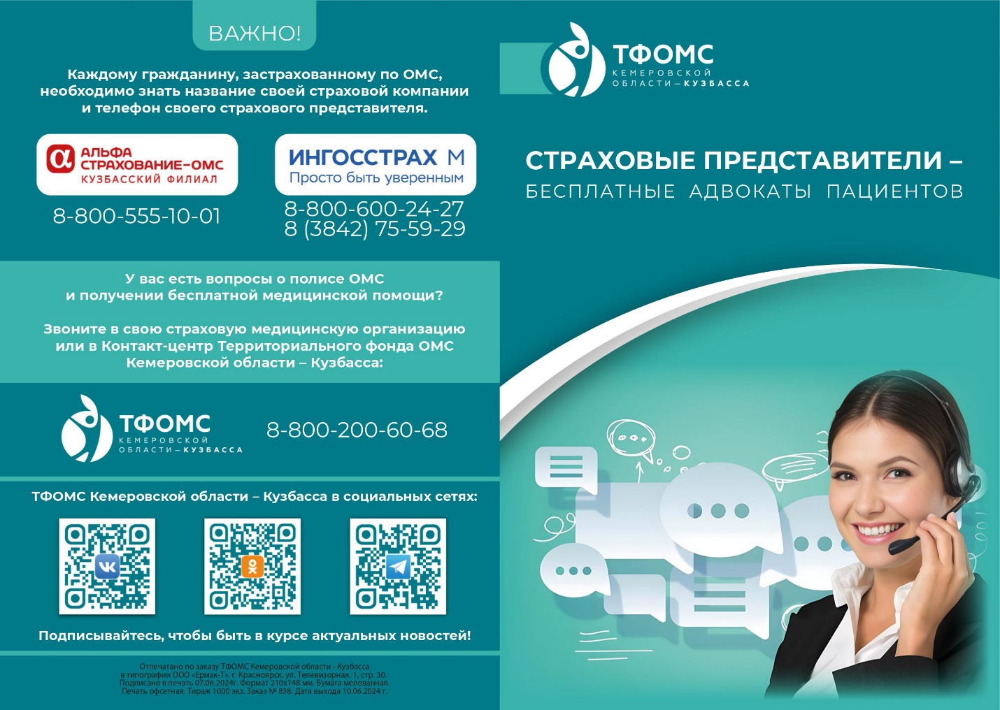 ВАЖНО!
Каждому гражданину, застрахованному по ОМС,
необходимо знать название своей страховой компании
и телефон своего страхового представителя.
α АЛЬФА
СТРАХОВАНИЕ-ОМС
КУЗБАССКИЙ ФИЛИАЛ
8-800-555-10-01
ИНГОССТРАХ М
Просто быть уверенным
8-800-600-24-27
8 (3842) 75-59-29
У вас есть вопросы о полисе ОМС
и получении бесплатной медицинской помощи?
Звоните в свою страховую медицинскую организацию
или в Контакт-центр Территориального фонда ОМС
Кемеровской области – Кузбасса:
ТФОМС
КЕМЕРОВСКОЙ
ОБЛАСТИ–КУЗБАССА
8-800-200-60-68
ТФОМС Кемеровской области – Кузбасса в социальных сетях:
Подписывайтесь, чтобы быть в курсе актуальных новостей!
Отпечатано по заказу ТФОМС Кемеровской области - Кузбасса
в типографии ООО «Ермак-Т», г. Красноярск, ул. Телевизорная, 1, стр. 30.
Подписано в печать 07.06.2024г. Формат 210х148 мм. Бумага мелованная.
Печать офсетная. Тираж 1000 экз. Заказ № 838. Дата выхода 10.06.2024 г.
ТФОМС
КЕМЕРОВСКОЙ
ОБЛАСТИ–КУЗБАССА
СТРАХОВЫЕ ПРЕДСТАВИТЕЛИ –
БЕСПЛАТНЫЕ АДВОКАТЫ ПАЦИЕНТОВ